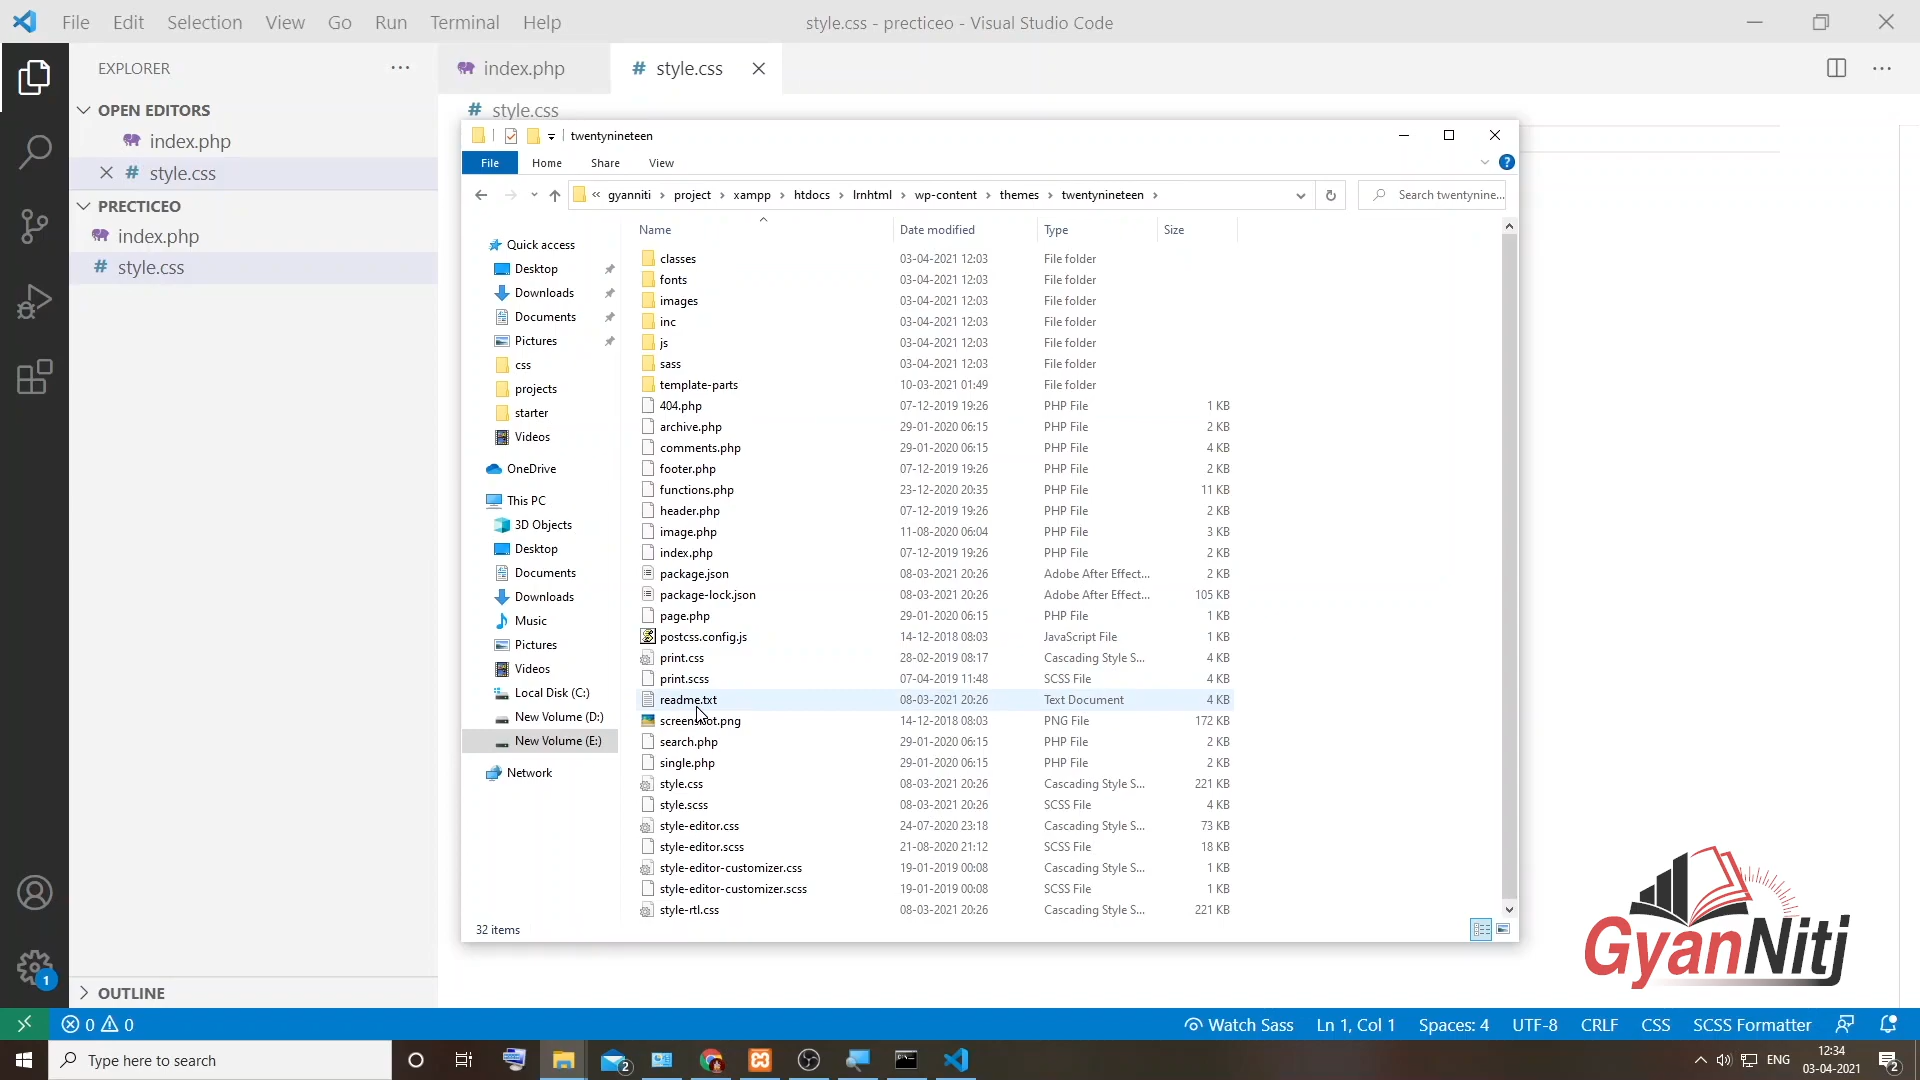 File Edit Selection View Go Run Terminal Help
style.css - precticeo - Visual Studio Code
EXPLORER
OPEN EDITORS
index.php
style.css
PRECTICEO
index.php
style.css
OUTLINE
index.php
style.css
style.css
twentynineteen
File Home Share View
« gyanniti › project › xampp › htdocs › lrnhtml › wp-content › themes › twentynineteen ›
Search twentynine...
Quick access
Desktop
Downloads
Documents
Pictures
css
projects
starter
Videos
OneDrive
This PC
3D Objects
Desktop
Documents
Downloads
Music
Pictures
Videos
Local Disk (C:)
New Volume (D:)
New Volume (E:)
Network
Name Date modified Type Size
classes 03-04-2021 12:03 File folder
fonts 03-04-2021 12:03 File folder
images 03-04-2021 12:03 File folder
inc 03-04-2021 12:03 File folder
js 03-04-2021 12:03 File folder
sass 03-04-2021 12:03 File folder
template-parts 10-03-2021 01:49 File folder
404.php 07-12-2019 19:26 PHP File 1 KB
archive.php 29-01-2020 06:15 PHP File 2 KB
comments.php 29-01-2020 06:15 PHP File 4 KB
footer.php 07-12-2019 19:26 PHP File 2 KB
functions.php 23-12-2020 20:35 PHP File 11 KB
header.php 07-12-2019 19:26 PHP File 2 KB
image.php 11-08-2020 06:04 PHP File 3 KB
index.php 07-12-2019 19:26 PHP File 2 KB
package.json 08-03-2021 20:26 Adobe After Effect... 2 KB
package-lock.json 08-03-2021 20:26 Adobe After Effect... 105 KB
page.php 29-01-2020 06:15 PHP File 1 KB
postcss.config.js 14-12-2018 08:03 JavaScript File 1 KB
print.css 28-02-2019 08:17 Cascading Style S... 4 KB
print.scss 07-04-2019 11:48 SCSS File 4 KB
readme.txt 08-03-2021 20:26 Text Document 4 KB
screenshot.png 14-12-2018 08:03 PNG File 172 KB
search.php 29-01-2020 06:15 PHP File 2 KB
single.php 29-01-2020 06:15 PHP File 2 KB
style.css 08-03-2021 20:26 Cascading Style S... 221 KB
style.scss 08-03-2021 20:26 SCSS File 4 KB
style-editor.css 24-07-2020 23:18 Cascading Style S... 73 KB
style-editor.scss 21-08-2020 21:12 SCSS File 18 KB
style-editor-customizer.css 19-01-2019 00:08 Cascading Style S... 1 KB
style-editor-customizer.scss 19-01-2019 00:08 SCSS File 1 KB
style-rtl.css 08-03-2021 20:26 Cascading Style S... 221 KB
32 items
GyanNiti
1
0 0
Watch Sass Ln 1, Col 1 Spaces: 4 UTF-8 CRLF CSS SCSS Formatter
Type here to search
2
ENG
12:34
03-04-2021
2